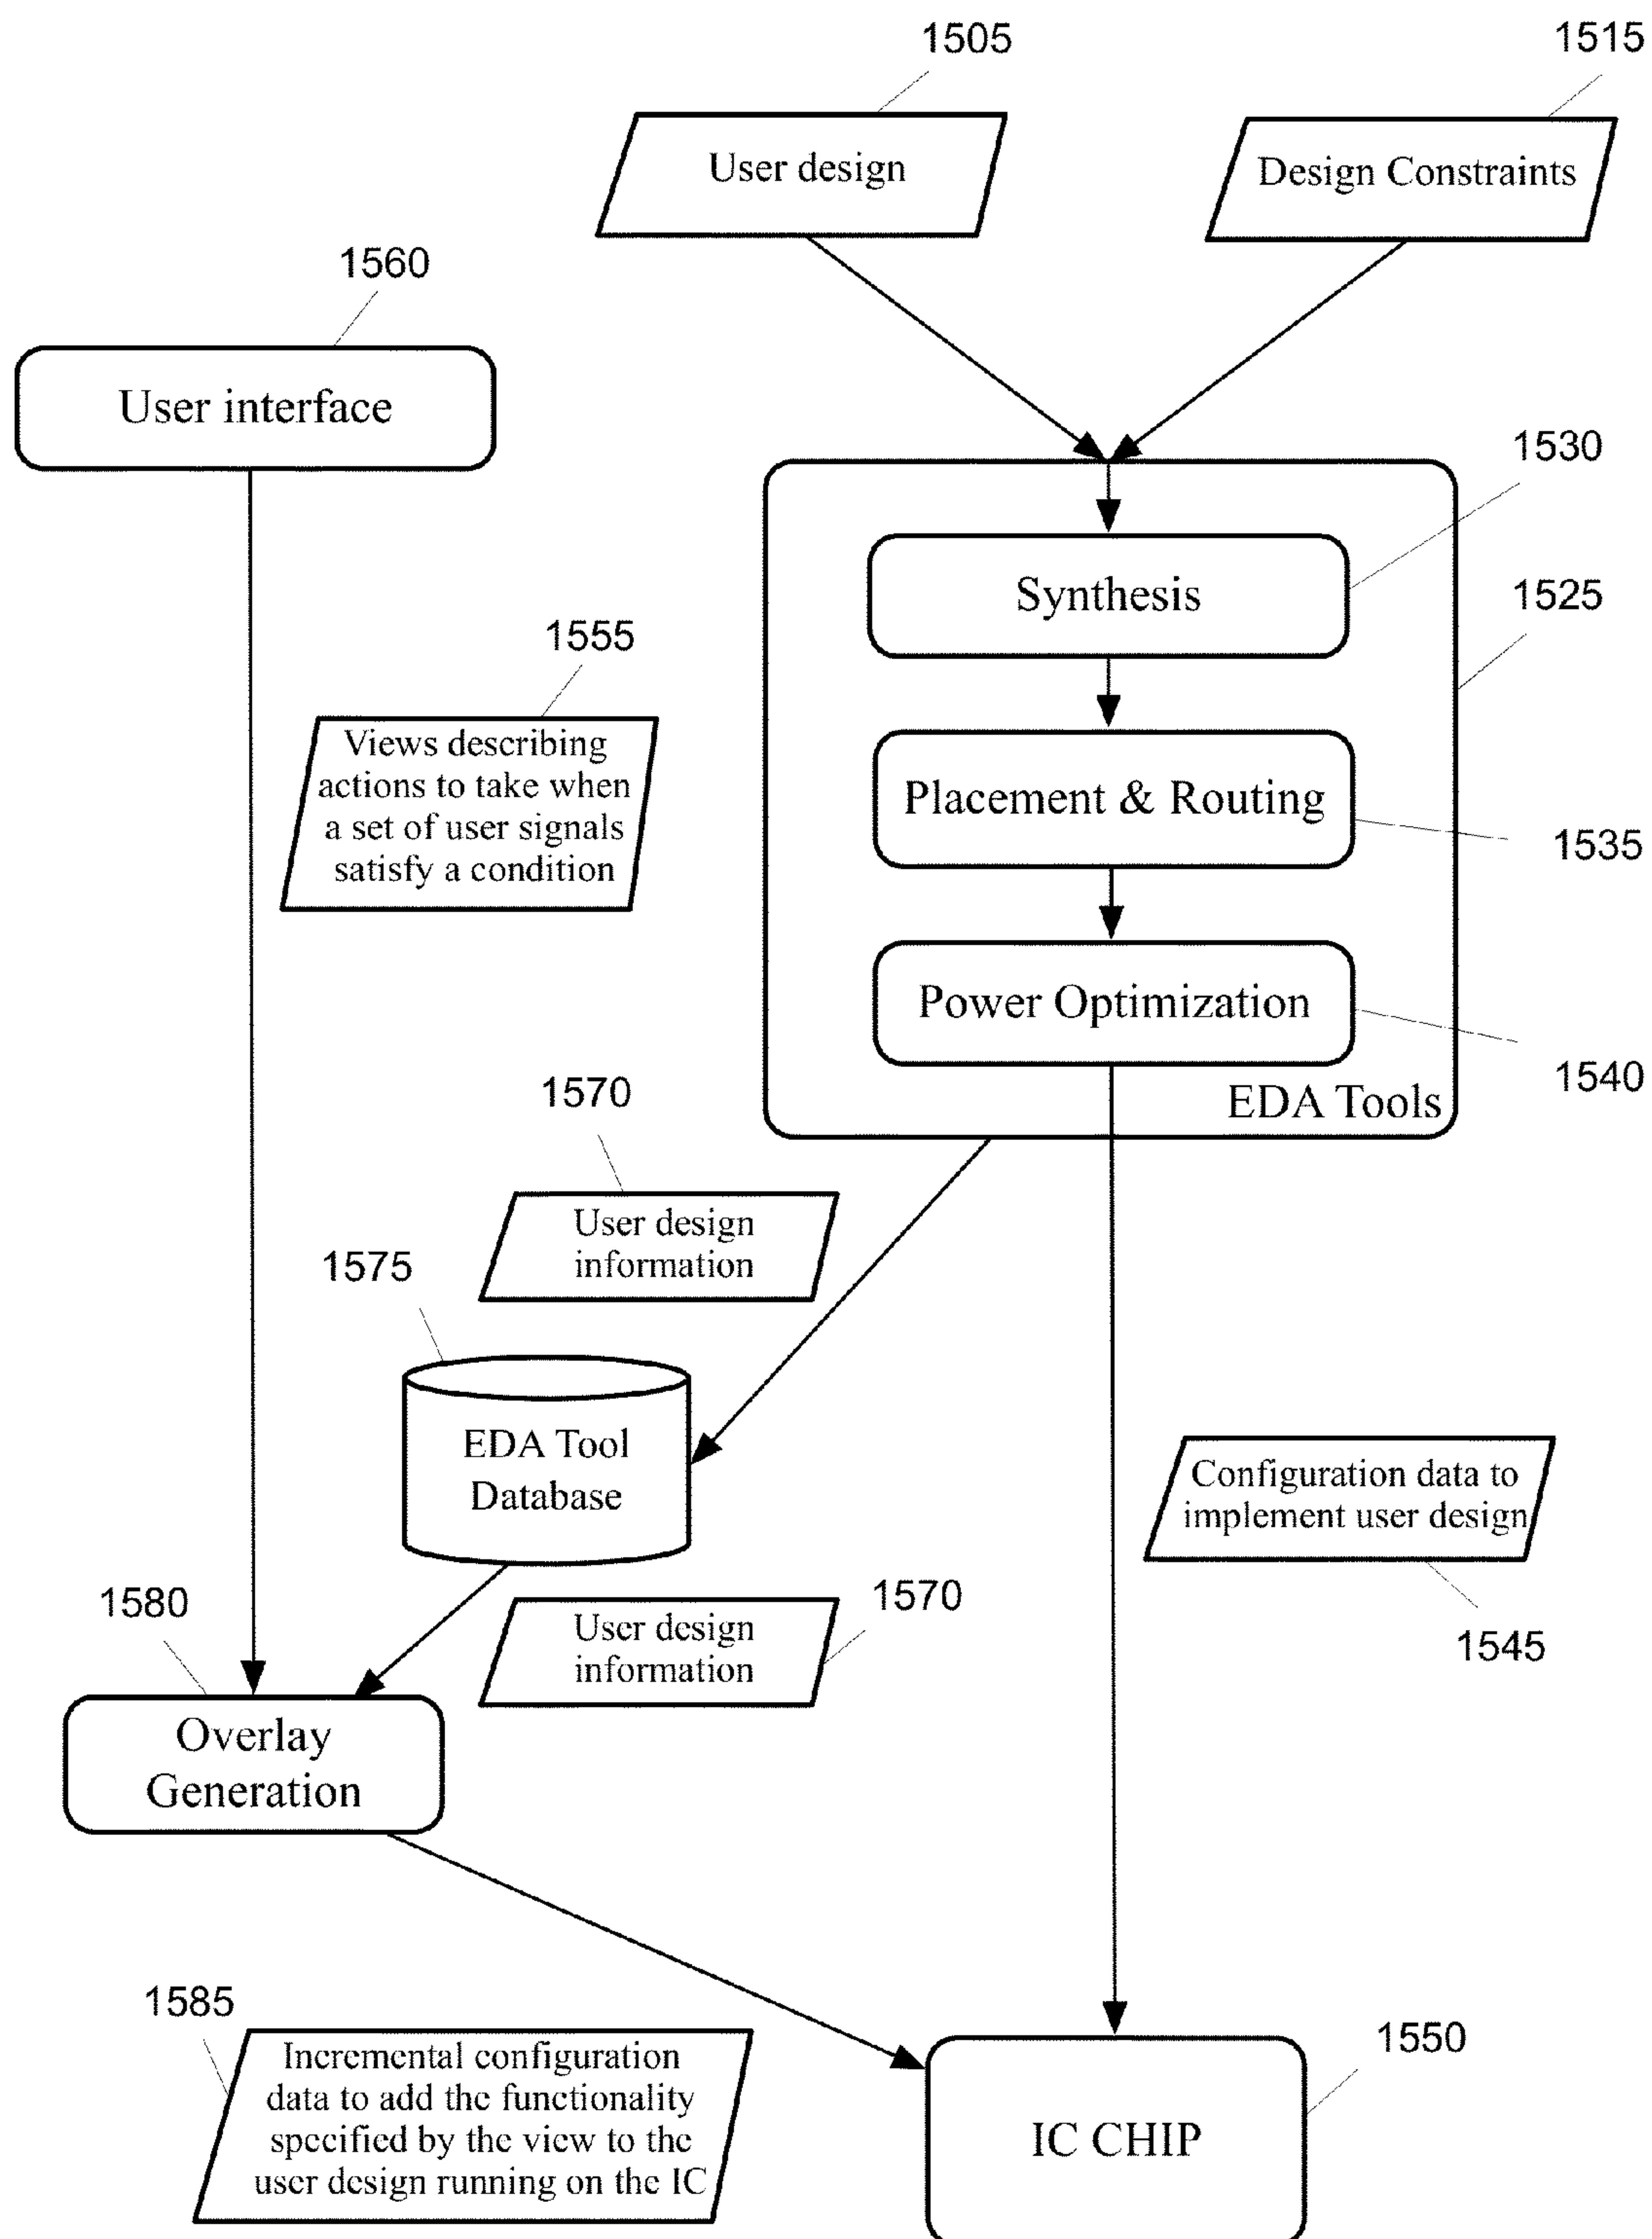 1505
1515
User design
Design Constraints
1560
User interface
1530
Synthesis
1525
1555
Views describing
actions to take when
a set of user signals
satisfy a condition
Placement & Routing
1535
Power Optimization
1540
EDA Tools
1570
User design
information
1575
EDA Tool
Database
Configuration data to
implement user design
1545
1580
1570
User design
information
Overlay
Generation
1585
Incremental configuration
data to add the functionality
specified by the view to the
user design running on the IC
1550
IC CHIP